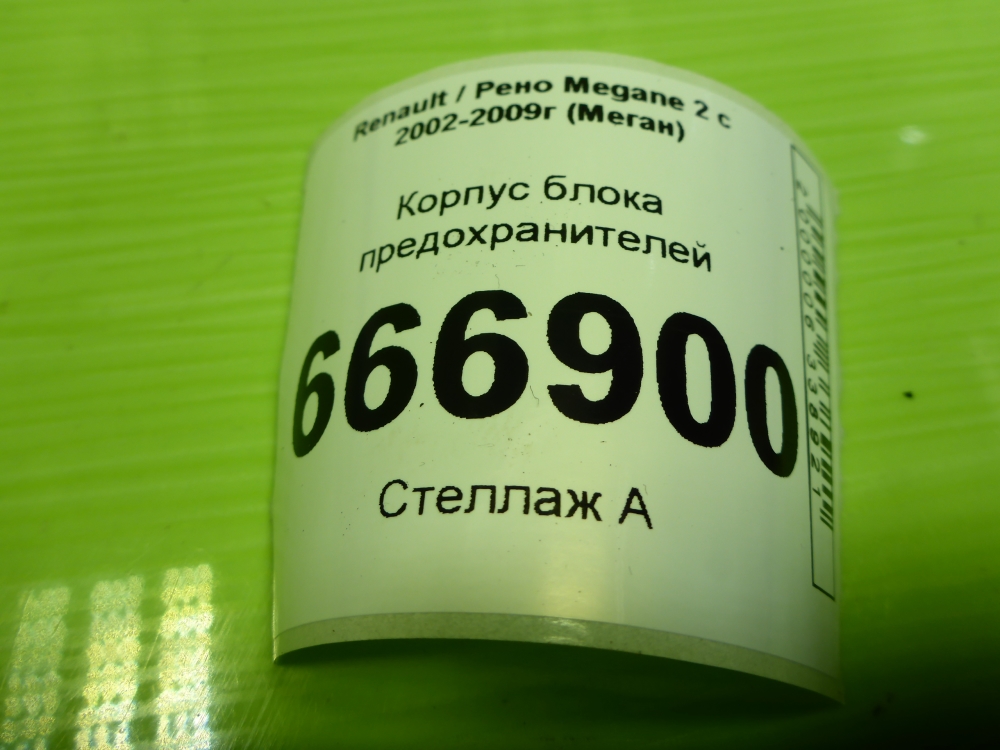 Renault / Рено Megane 2 с
2002-2009г (Меган)
Корпус блока
предохранителей
666900
Стеллаж А